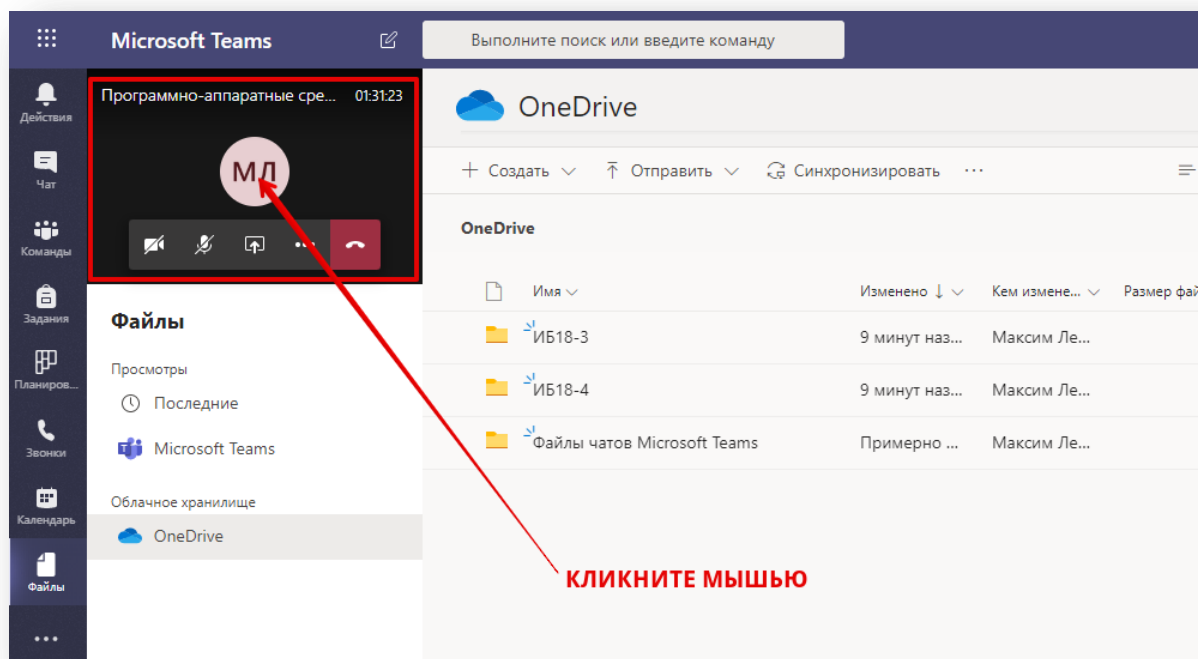 Microsoft Teams
Выполните поиск или введите команду
Действия
Чат
Команды
Задания
Планиров...
Звонки
Календарь
Файлы
Программно-аппаратные сре... 01:31:23
МЛ
Файлы
Просмотры
Последние
Microsoft Teams
Облачное хранилище
OneDrive
OneDrive
Создать Отправить Синхронизировать ...
OneDrive
Имя Изменено ↓ Кем измене... Размер фай
ИБ18-3 9 минут наз... Максим Ле...
ИБ18-4 9 минут наз... Максим Ле...
Файлы чатов Microsoft Teams Примерно ... Максим Ле...
КЛИКНИТЕ МЫШЬЮ